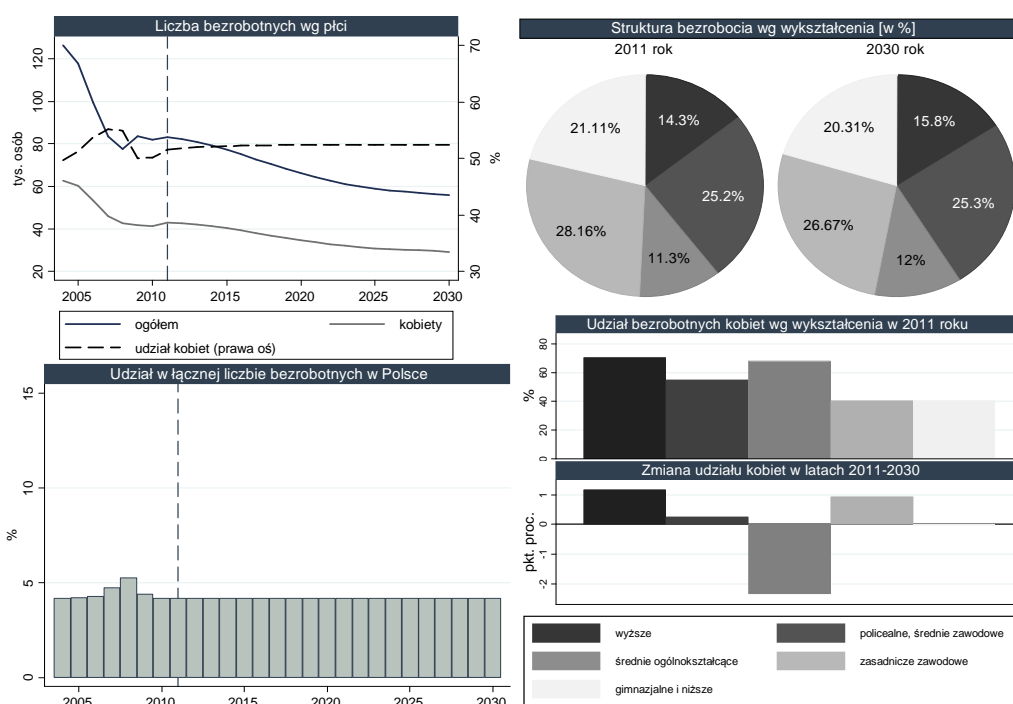 Liczba bezrobotnych wg płci
tys. osób
20 40 60 80 100 120
30 40 50 60 70
%
2005 2010 2015 2020 2025 2030
ogółem kobiety
udział kobiet (prawa oś)
Udział w łącznej liczbie bezrobotnych w Polsce
%
0 5 10 15
2005 2010 2015 2020 2025 2030
Struktura bezrobocia wg wykształcenia [w %]
2011 rok 2030 rok
14.3%
25.2%
11.3%
28.16%
21.11%
15.8%
25.3%
12%
26.67%
20.31%
Udział bezrobotnych kobiet wg wykształcenia w 2011 roku
%
0 20 40 60 80
Zmiana udziału kobiet w latach 2011-2030
pkt. proc.
-2 -1 0 1
wyższe policealne, średnie zawodowe
średnie ogólnokształcące zasadnicze zawodowe
gimnazjalne i niższe